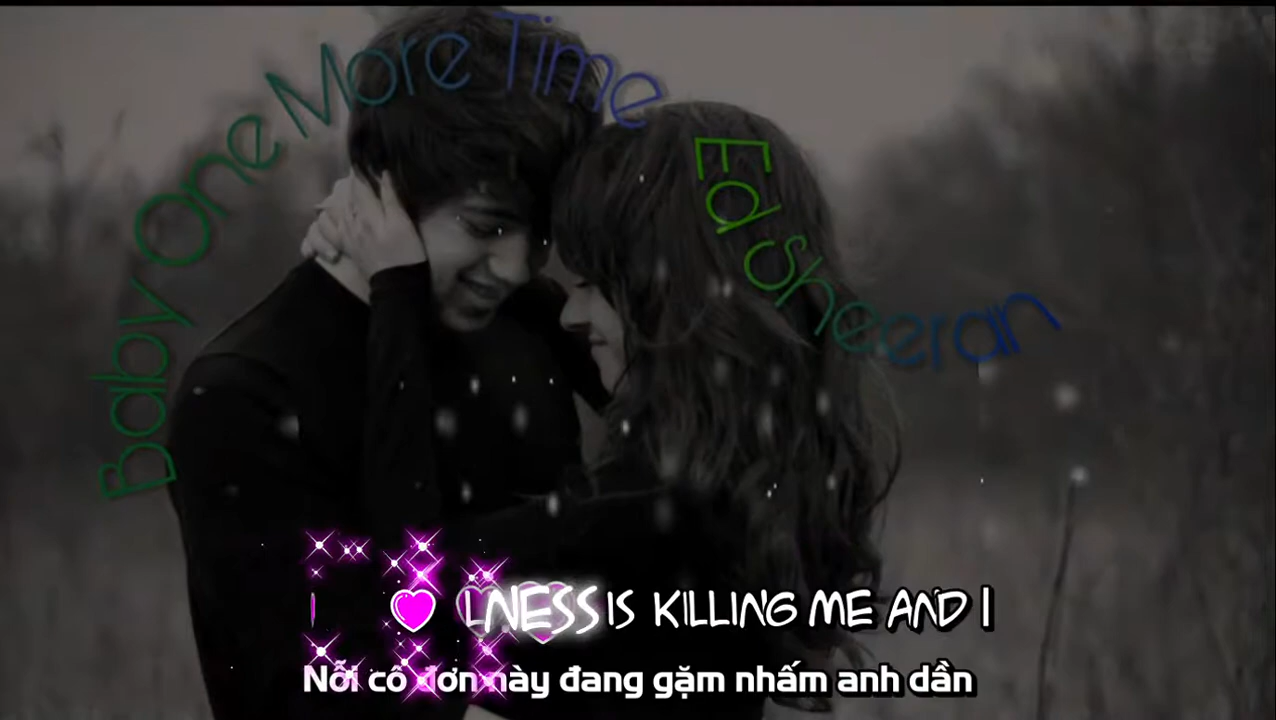 Baby One More Time
Ed Sheeran
LNESS IS KILLING ME AND I
Nỗi cô đơn này đang gặm nhấm anh dần